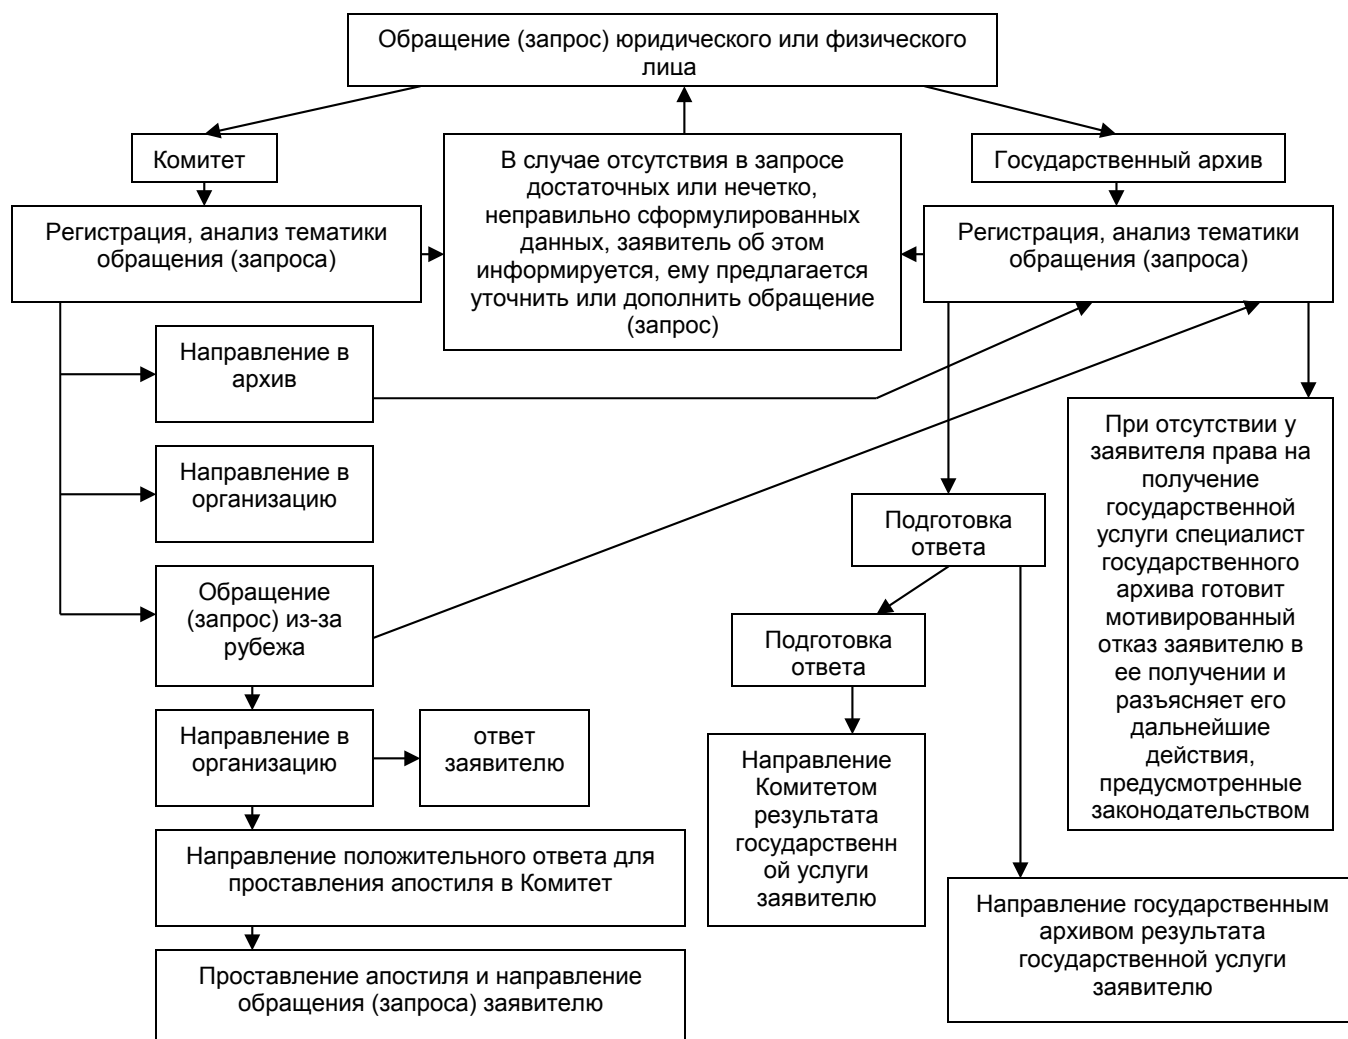 Обращение (запрос) юридического или физического
лица
Комитет
В случае отсутствия в запросе
достаточных или нечетко,
неправильно сформулированных
данных, заявитель об этом
информируется, ему предлагается
уточнить или дополнить обращение
(запрос)
Государственный архив
Регистрация, анализ тематики
обращения (запроса)
Регистрация, анализ тематики
обращения (запроса)
Направление в
архив
Направление в
организацию
Обращение
(запрос) из-за
рубежа
Направление в
организацию
ответ
заявителю
Направление положительного ответа для
проставления апостиля в Комитет
Проставление апостиля и направление
обращения (запроса) заявителю
Подготовка
ответа
Подготовка
ответа
Направление
Комитетом
результата
государственн
ой услуги
заявителю
При отсутствии у
заявителя права на
получение
государственной
услуги специалист
государственного
архива готовит
мотивированный
отказ заявителю в
ее получении и
разъясняет его
дальнейшие
действия,
предусмотренные
законодательством
Направление государственным
архивом результата
государственной услуги
заявителю